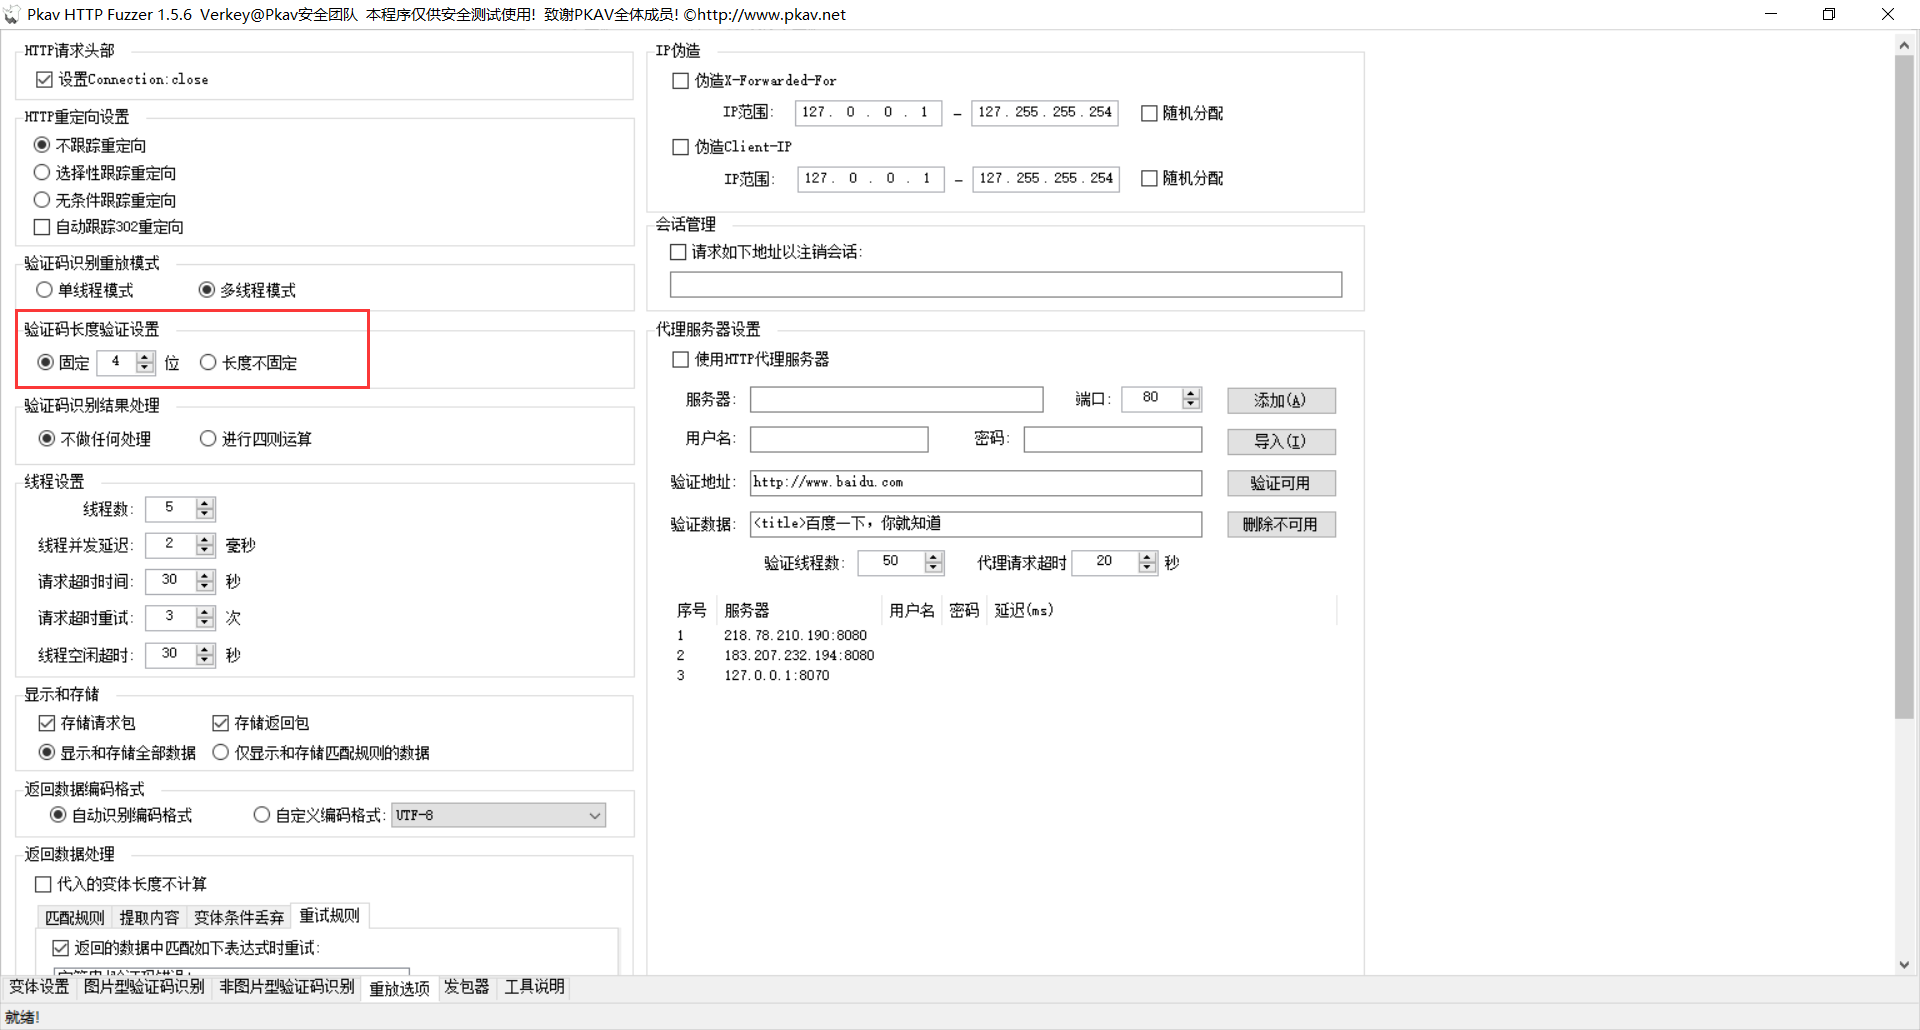 Pkav HTTP Fuzzer 1.5.6  Verkey@Pkav安全团队  本程序仅供安全测试使用!  致谢PKAV全体成员! ©http://www.pkav.net
HTTP请求头部
设置Connection:close
HTTP重定向设置
不跟踪重定向
选择性跟踪重定向
无条件跟踪重定向
自动跟踪302重定向
验证码识别重放模式
单线程模式
多线程模式
验证码长度验证设置
固定 4 位
长度不固定
验证码识别结果处理
不做任何处理
进行四则运算
线程设置
线程数: 5
线程并发延迟: 2 毫秒
请求超时时间: 30 秒
请求超时重试: 3 次
线程空闲超时: 30 秒
显示和存储
存储请求包
存储返回包
显示和存储全部数据
仅显示和存储匹配规则的数据
返回数据编码格式
自动识别编码格式
自定义编码格式: UTF-8
返回数据处理
代入的变体长度不计算
匹配规则 提取内容 变体条件丢弃 重试规则
返回的数据中匹配如下表达式时重试:
IP伪造
伪造X-Forwarded-For
IP范围: 127. 0 . 0 . 1 - 127.255.255.254 随机分配
伪造Client-IP
IP范围: 127. 0 . 0 . 1 - 127.255.255.254 随机分配
会话管理
请求如下地址以注销会话:
代理服务器设置
使用HTTP代理服务器
服务器: 端口: 80 添加(A)
用户名: 密码: 导入(I)
验证地址: http://www.baidu.com 验证可用
验证数据: <title>百度一下，你就知道 删除不可用
验证线程数: 50 代理请求超时 20 秒
序号 服务器 用户名 密码 延迟(ms)
1 218.78.210.190:8080
2 183.207.232.194:8080
3 127.0.0.1:8070
变体设置 图片型验证码识别 非图片型验证码识别 重放选项 发包器 工具说明
就绪!